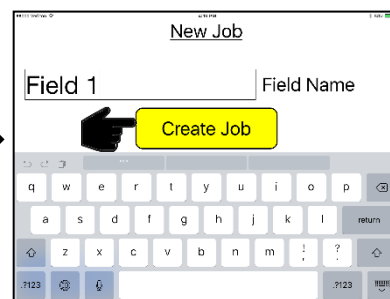 New Job
Field 1
Field Name
Create Job
q w e r t y u i o p
a s d f g h j k l return
z x c v b n m ! , ? .
.?123 .?123